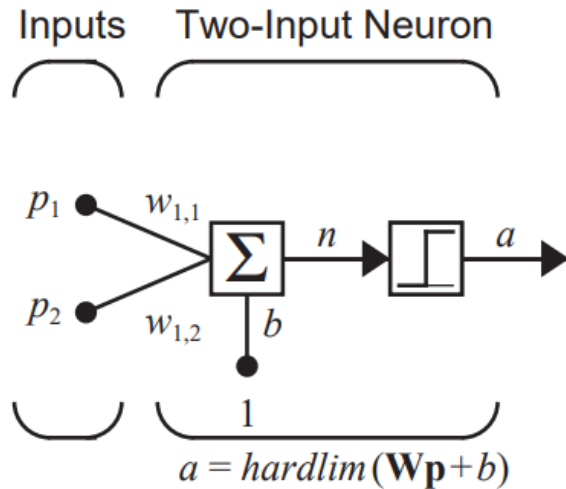 Inputs Two-Input Neuron
p₁ w₁,₁
Σ n a
p₂ w₁,₂ b
1
a = hardlim(Wp + b)